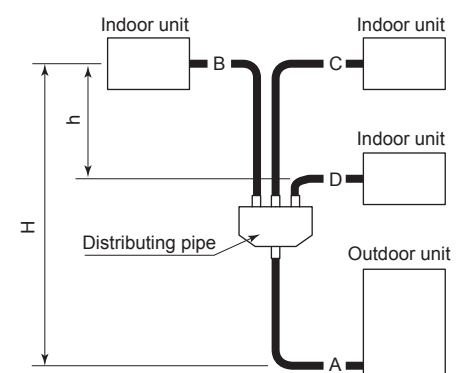 Indoor unit
Indoor unit
B
C
h
Indoor unit
D
H
Distributing pipe
Outdoor unit
A